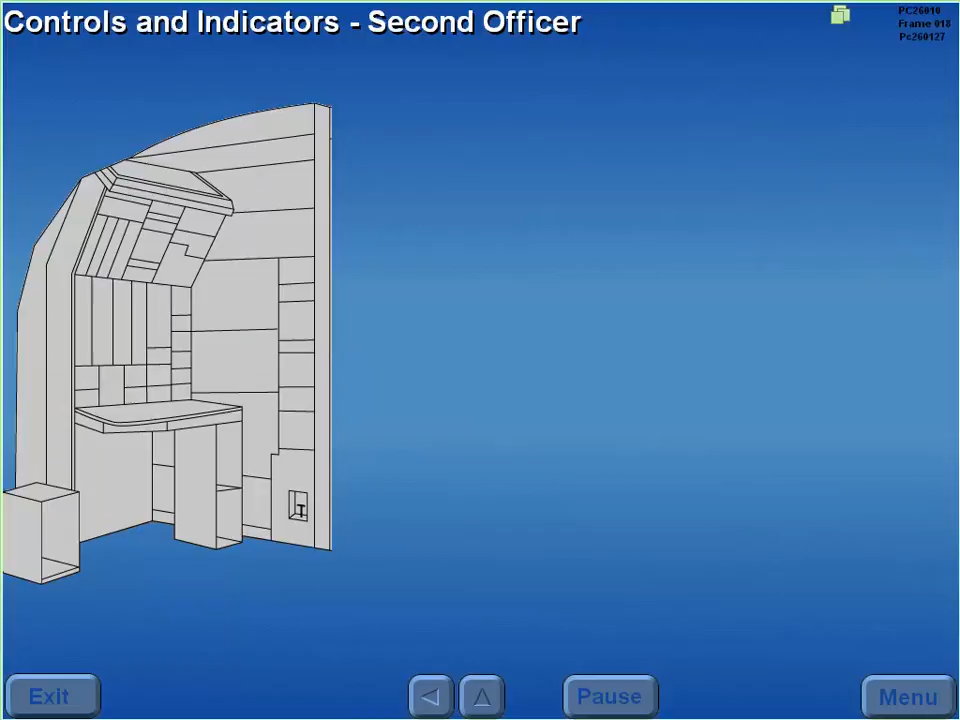 Controls and Indicators - Second Officer
PC26010
Frame 018
Pc260127
T
Exit
Pause
Menu